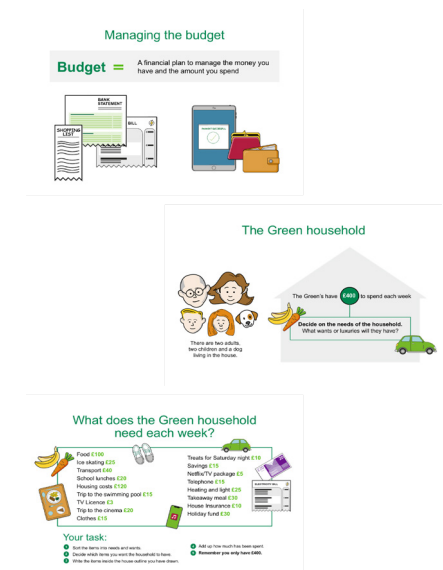 Managing the budget
Budget =
A financial plan to manage the money you
have and the amount you spend
BANK
STATEMENT
BILL
SHOPPING
LIST
The Green household
The Green's have £400 to spend each week
Decide on the needs of the household.
What wants or luxuries will they have?
There are two adults,
two children and a dog
living in the house.
What does the Green household
need each week?
Food £100
Ice skating £25
Transport £40
School lunches £20
Housing costs £120
Trip to the swimming pool £15
TV Licence £3
Trip to the cinema £20
Clothes £15
Treats for Saturday night £10
Savings £15
Netflix/TV package £5
Telephone £15
Heating and light £25
Takeaway meal £30
House Insurance £10
Holiday fund £30
Your task:
1 Sort the items into needs and wants.
2 Decide which items you want the household to have.
3 Write the items inside the house outline you have drawn.
4 Add up how much has been spent.
5 Remember you only have £400.